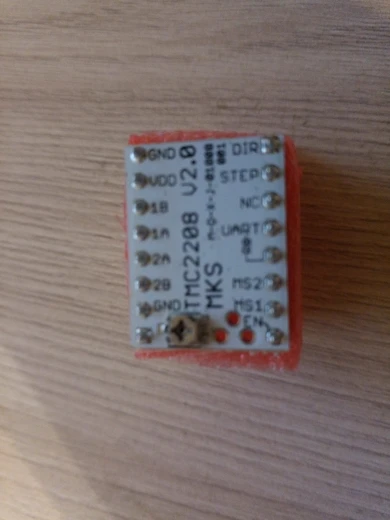 GND
VDD
1B
1A
2A
2B
GND
TMC2208 V2.0
MKS
DIR
STEP
NC
UART
MS2
MS1
EN